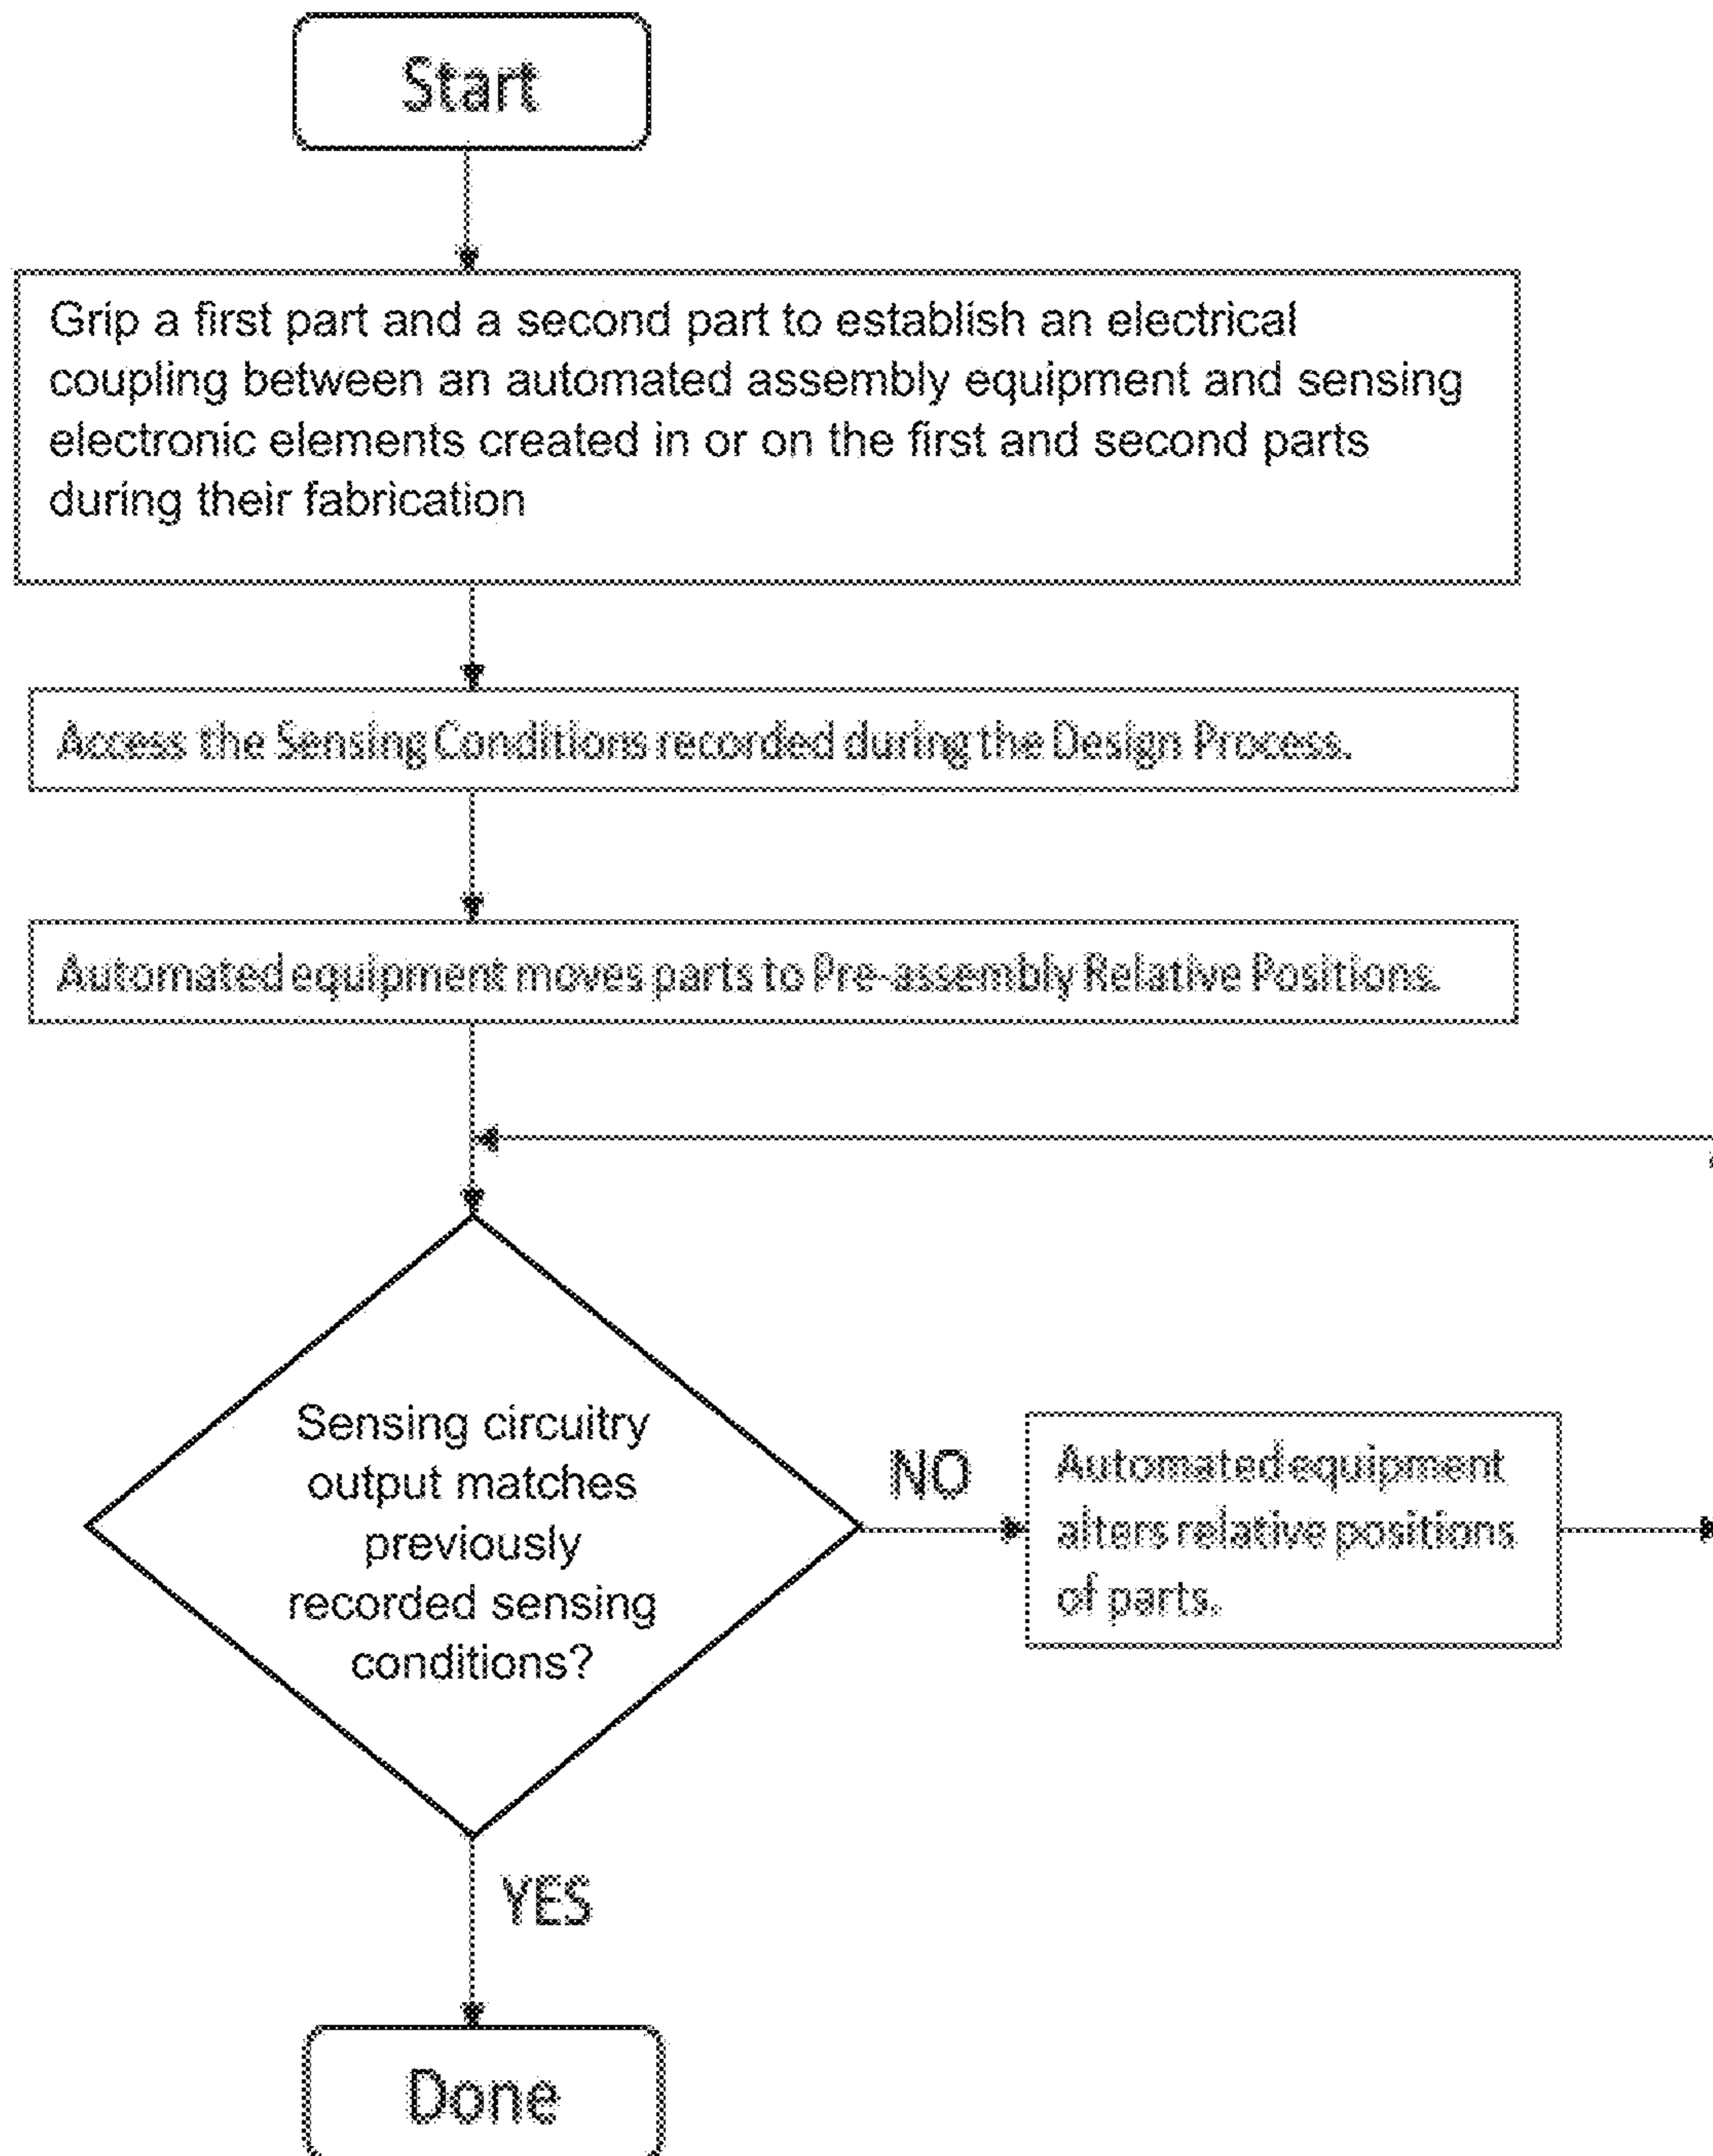 Start
Grip a first part and a second part to establish an electrical
coupling between an automated assembly equipment and sensing
electronic elements created in or on the first and second parts
during their fabrication
Access the Sensing Conditions recorded during the Design Process.
Automated equipment moves parts to Pre-assembly Relative Positions.
Sensing circuitry
output matches
previously
recorded sensing
conditions?
NO
Automated equipment
alters relative positions
of parts.
YES
Done